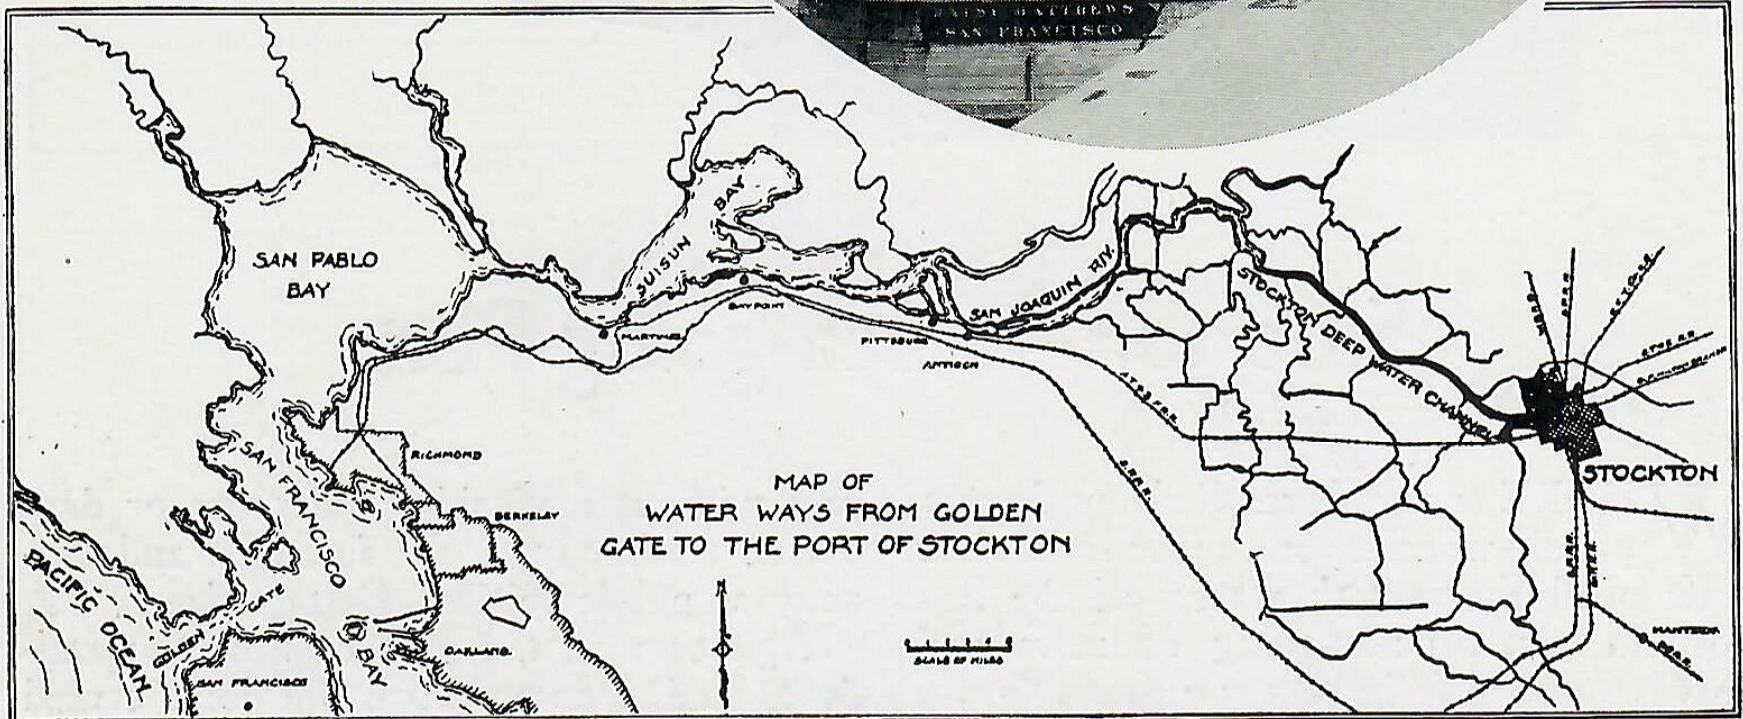 MATTHEWS
SAN FRANCISCO
SAN PABLO
BAY
SUISUN BAY
BAY POINT
MARTINEZ
PITTSBURG
ANTIOCH
SAN JOAQUIN RIV.
STOCKTON DEEP WATER CHANNEL
A.T.&S.F.R.R.
S.P.R.R.
W.P.R.R.
S.P.R.R.
STOCKTON
RICHMOND
BERKELEY
SAN FRANCISCO BAY
MAP OF
WATER WAYS FROM GOLDEN
GATE TO THE PORT OF STOCKTON
N
PACIFIC OCEAN
GOLDEN GATE
OAKLAND
SAN FRANCISCO
SCALE OF MILES
S.P.R.R.
MANTECA